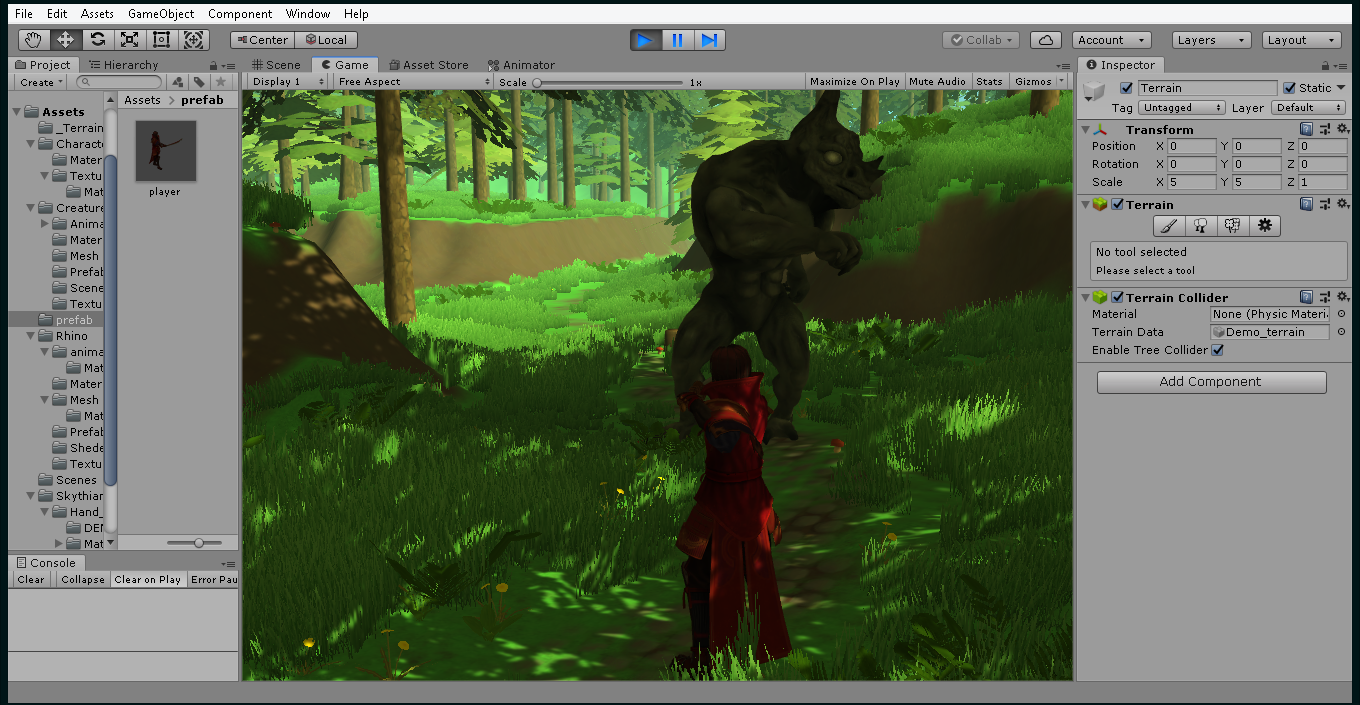 File Edit Assets GameObject Component Window Help
Center Local
Collab Account Layers Layout
Project Hierarchy
Create
Assets
_Terrain
Characte
Mater
Textu
Mat
Creature
Anima
Mater
Mesh
Prefab
Scene
Textu
prefab
Rhino
anima
Mat
Mater
Mesh
Mat
Prefab
Shede
Textu
Scenes
Skythian
Hand_
DEM
Mat
Assets prefab
player
Console
Clear Collapse Clear on Play Error Pau
Scene Game Asset Store Animator
Display 1 Free Aspect Scale 1x Maximize On Play Mute Audio Stats Gizmos
Inspector
Terrain Static
Tag Untagged Layer Default
Transform
Position X 0 Y 0 Z 0
Rotation X 0 Y 0 Z 0
Scale X 5 Y 5 Z 1
Terrain
No tool selected
Please select a tool
Terrain Collider
Material None (Physic Materi
Terrain Data Demo_terrain
Enable Tree Collider
Add Component